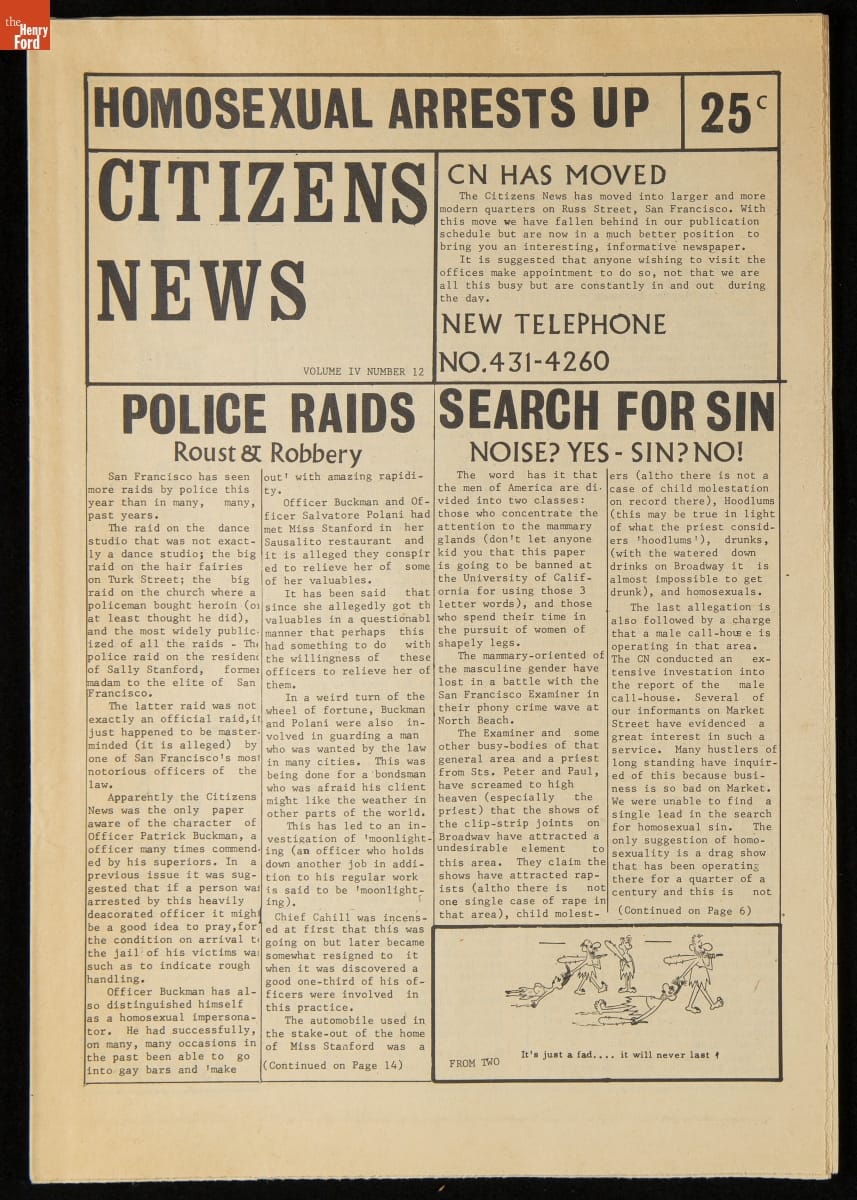 the
Henry
Ford
HOMOSEXUAL ARRESTS UP
25c
CITIZENS
NEWS
VOLUME IV NUMBER 12
CN HAS MOVED
The Citizens News has moved into larger and more
modern quarters on Russ Street, San Francisco. With
this move we have fallen behind in our publication
schedule but are now in a much better position to
bring you an interesting, informative newspaper.
It is suggested that anyone wishing to visit the
offices make appointment to do so, not that we are
all this busy but are constantly in and out during
the day.
NEW TELEPHONE
NO.431-4260
POLICE RAIDS
Roust & Robbery
San Francisco has seen
more raids by police this
year than in many, many,
past years.
The raid on the dance
studio that was not exact-
ly a dance studio; the big
raid on the hair fairies
on Turk Street; the big
raid on the church where a
policeman bought heroin (or
at least thought he did),
and the most widely public-
ized of all the raids - The
police raid on the residenc
of Sally Stanford, former
madam to the elite of San
Francisco.
The latter raid was not
exactly an official raid,it
just happened to be master-
minded (it is alleged) by
one of San Francisco's most
notorious officers of the
law.
Apparently the Citizens
News was the only paper
aware of the character of
Officer Patrick Buckman, a
officer many times commend-
ed by his superiors. In a
previous issue it was sug-
gested that if a person was
arrested by this heavily
deacorated officer it might
be a good idea to pray,for
the condition on arrival t
the jail of his victims wa
such as to indicate rough
handling.
Officer Buckman has al-
so distinguished himself
as a homosexual impersona-
tor. He had successfully,
on many, many occasions in
the past been able to go
into gay bars and 'make
out' with amazing rapidi-
ty.
Officer Buckman and Of-
ficer Salvatore Polani had
met Miss Stanford in her
Sausalito restaurant and
it is alleged they conspir
ed to relieve her of some
of her valuables.
It has been said that
since she allegedly got th
valuables in a questionabl
manner that perhaps this
had something to do with
the willingness of these
officers to relieve her of
them.
In a weird turn of the
wheel of fortune, Buckman
and Polani were also in-
volved in guarding a man
who was wanted by the law
in many cities. This was
being done for a bondsman
who was afraid his client
might like the weather in
other parts of the world.
This has led to an in-
vestigation of 'moonlight-
ing (an officer who holds
down another job in addi-
tion to his regular work
is said to be 'moonlight-
ing).
Chief Cahill was incens-
ed at first that this was
going on but later became
somewhat resigned to it
when it was discovered a
good one-third of his of-
ficers were involved in
this practice.
The automobile used in
the stake-out of the home
of Miss Stanford was a
(Continued on Page 14)
SEARCH FOR SIN
NOISE? YES - SIN? NO!
The word has it that
the men of America are di-
vided into two classes:
those who concentrate the
attention to the mammary
glands (don't let anyone
kid you that this paper
is going to be banned at
the University of Calif-
ornia for using those 3
letter words), and those
who spend their time in
the pursuit of women of
shapely legs.
The mammary-oriented of
the masculine gender have
lost in a battle with the
San Francisco Examiner in
their phony crime wave at
North Beach.
The Examiner and some
other busy-bodies of that
general area and a priest
from Sts. Peter and Paul,
have screamed to high
heaven (especially the
priest) that the shows of
the clip-strip joints on
Broadway have attracted a
undesirable element to
this area. They claim the
shows have attracted rap-
ists (altho there is not
one single case of rape in
that area), child molest-
ers (altho there is not a
case of child molestation
on record there), Hoodlums
(this may be true in light
of what the priest consid-
ers 'hoodlums'), drunks,
(with the watered down
drinks on Broadway it is
almost impossible to get
drunk), and homosexuals.
The last allegation is
also followed by a charge
that a male call-house is
operating in that area.
The CN conducted an ex-
tensive investation into
the report of the male
call-house. Several of
our informants on Market
Street have evidenced a
great interest in such a
service. Many hustlers of
long standing have inquir-
ed of this because busi-
ness is so bad on Market.
We were unable to find a
single lead in the search
for homosexual sin. The
only suggestion of homo-
sexuality is a drag show
that has been operating
there for a quarter of a
century and this is not
(Continued on Page 6)
FROM TWO
It's just a fad.... it will never last !